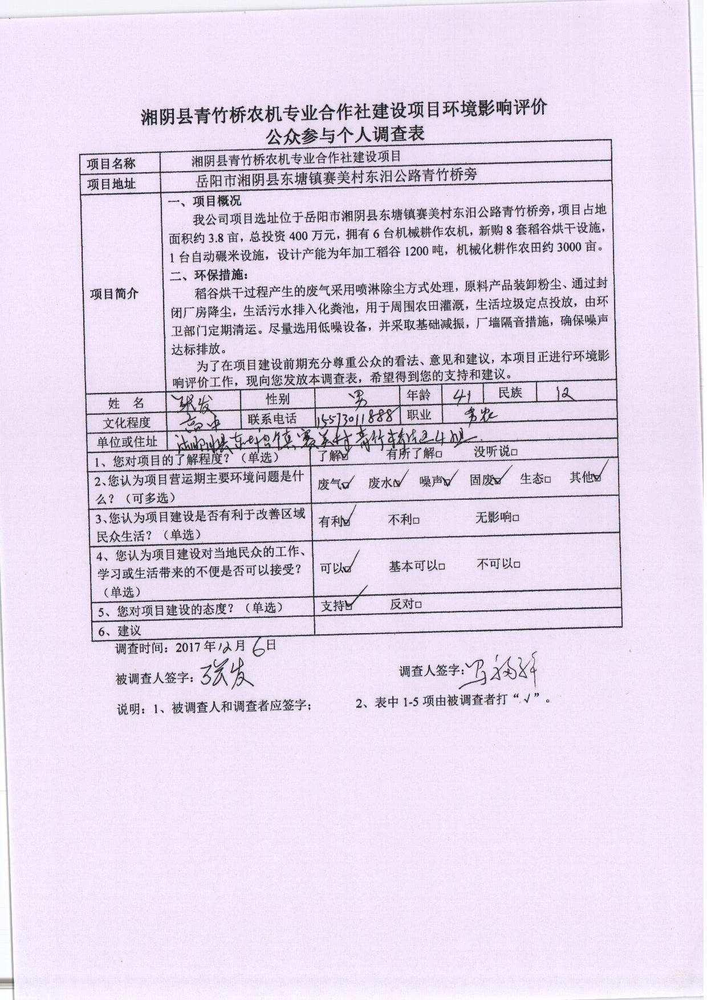 湘阴县青竹桥农机专业合作社建设项目环境影响评价
公众参与个人调查表
项目名称 湘阴县青竹桥农机专业合作社建设项目
项目地址 岳阳市湘阴县东塘镇赛美村东汨公路青竹桥旁
项目简介
一、项目概况
我公司项目选址位于岳阳市湘阴县东塘镇赛美村东汨公路青竹桥旁，项目占地
面积约 3.8 亩，总投资 400 万元，拥有 6 台机械耕作农机，新购 8 套稻谷烘干设施，
1 台自动碾米设施，设计产能为年加工稻谷 1200 吨，机械化耕作农田约 3000 亩。
二、环保措施：
稻谷烘干过程产生的废气采用喷淋除尘方式处理，原料产品装卸粉尘、通过封
闭厂房降尘，生活污水排入化粪池，用于周围农田灌溉，生活垃圾定点投放，由环
卫部门定期清运。尽量选用低噪设备，并采取基础减振，厂墙隔音措施，确保噪声
达标排放。
为了在项目建设前期充分尊重公众的看法、意见和建议，本项目正进行环境影
响评价工作，现向您发放本调查表，希望得到您的支持和建议。
姓 名 张发 性别 男 年龄 41 民族 汉
文化程度 高中 联系电话 15573011888 职业 务农
单位或住址 湘阴县东塘镇赛美村青竹桥
1、您对项目的了解程度？（单选） 了解☑ 有所了解□ 没听说□
2、您认为项目营运期主要环境问题是什
么？（可多选） 废气☑ 废水☑ 噪声☑ 固废☑ 生态□ 其他☑
3、您认为项目建设是否有利于改善区域
民众生活？（单选） 有利☑ 不利□ 无影响□
4、您认为项目建设对当地民众的工作、
学习或生活带来的不便是否可以接受？
（单选） 可以☑ 基本可以□ 不可以□
5、您对项目建设的态度？（单选） 支持☑ 反对□
6、建议
调查时间：2017 年 12 月 6 日
被调查人签字：张发 调查人签字：
说明：1、被调查人和调查者应签字； 2、表中 1-5 项由被调查者打“√”。